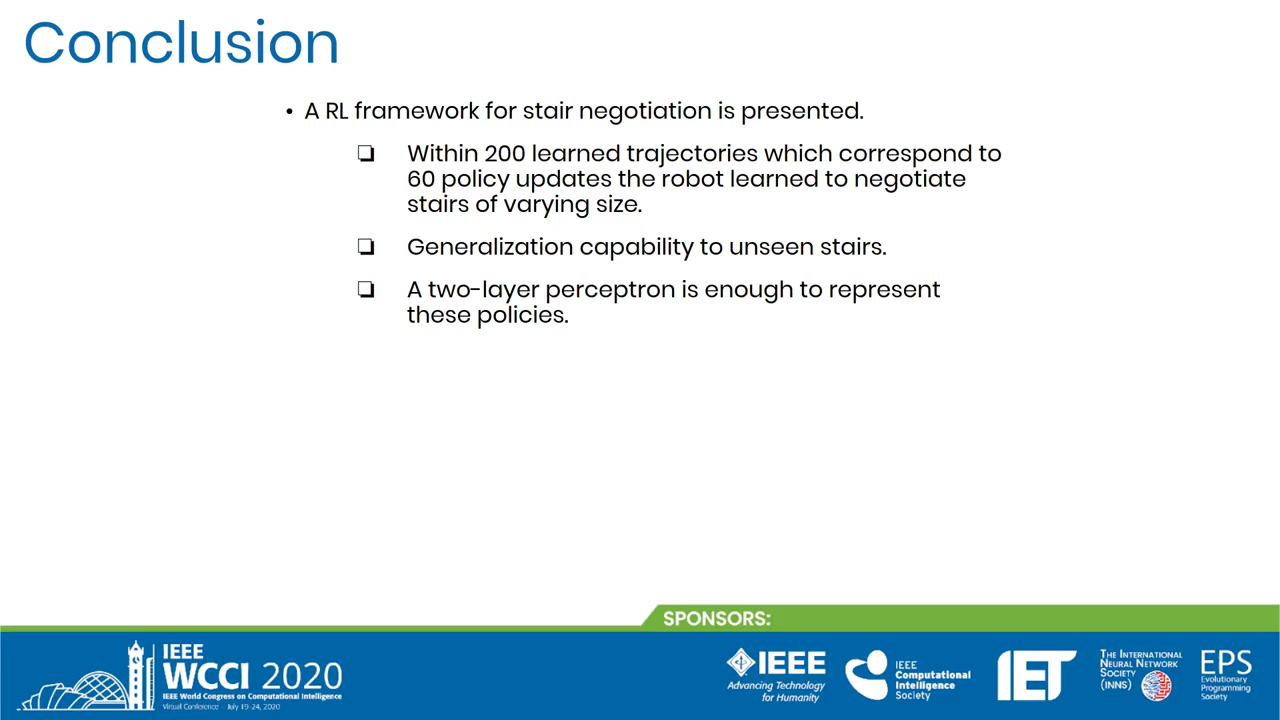 Conclusion
• A RL framework for stair negotiation is presented.
❏ Within 200 learned trajectories which correspond to
60 policy updates the robot learned to negotiate
stairs of varying size.
❏ Generalization capability to unseen stairs.
❏ A two-layer perceptron is enough to represent
these policies.
SPONSORS:
IEEE
WCCI 2020
IEEE World Congress on Computational Intelligence
Virtual Conference - July 19-24, 2020
IEEE
Advancing Technology
for Humanity
IEEE
Computational
Intelligence
Society
IET
The International
Neural Network
Society
(INNS)
EPS
Evolutionary
Programming
Society